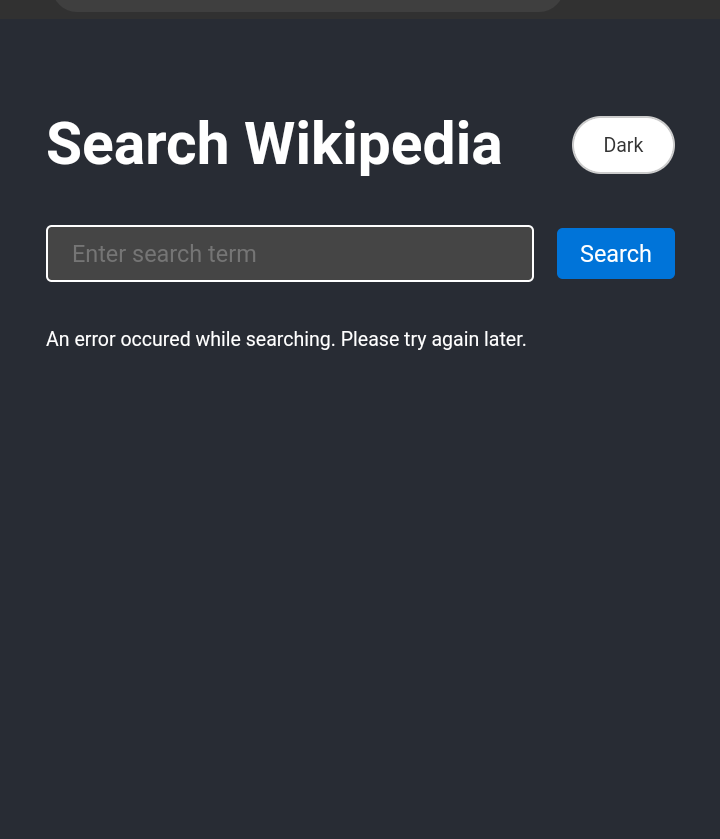 Search Wikipedia
Dark
Enter search term
Search
An error occured while searching. Please try again later.